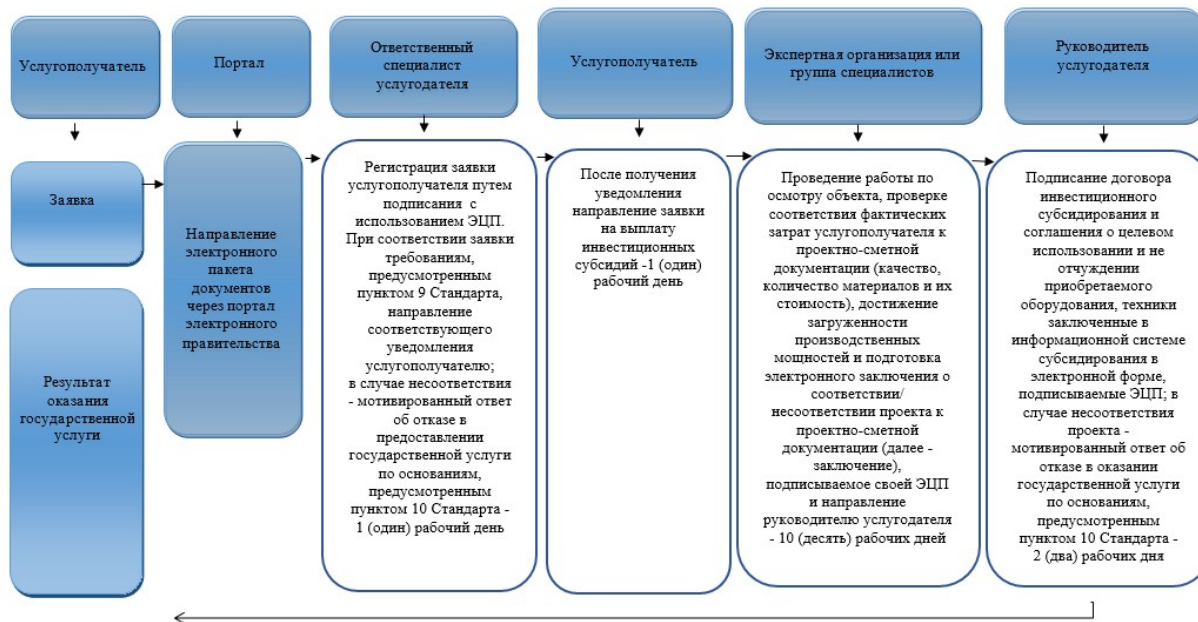 Услугополучатель
Заявка
Результат
оказания
государственной
услуги
Портал
Направление
электронного
пакета
документов
через портал
электронного
правительства
Ответственный
специалист
услугодателя
Регистрация заявки
услугополучателя путем
подписания с
использованием ЭЦП.
При соответствии заявки
требованиям,
предусмотренным
пунктом 9 Стандарта,
направление
соответствующего
уведомления
услугополучателю;
в случае несоответствия
- мотивированный ответ
об отказе в
предоставлении
государственной услуги
по основаниям,
предусмотренным
пунктом 10 Стандарта -
1 (один) рабочий день
Услугополучатель
После получения
уведомления
направление заявки
на выплату
инвестиционных
субсидий -1 (один)
рабочий день
Экспертная организация или
группа специалистов
Проведение работы по
осмотру объекта, проверке
соответствия фактических
затрат услугополучателя к
проектно-сметной
документации (качество,
количество материалов и их
стоимость), достижение
загруженности
производственных
мощностей и подготовка
электронного заключения о
соответствии/
несоответствии проекта к
проектно-сметной
документации (далее -
заключение),
подписываемое своей ЭЦП
и направление
руководителю услугодателя
- 10 (десять) рабочих дней
Руководитель
услугодателя
Подписание договора
инвестиционного
субсидирования и
соглашения о целевом
использовании и не
отчуждении
приобретаемого
оборудования, техники
заключенные в
информационной системе
субсидирования в
электронной форме,
подписываемые ЭЦП; в
случае несоответствия
проекта -
мотивированный ответ об
отказе в оказании
государственной услуги
по основаниям,
предусмотренным
пунктом 10 Стандарта -
2 (два) рабочих дня